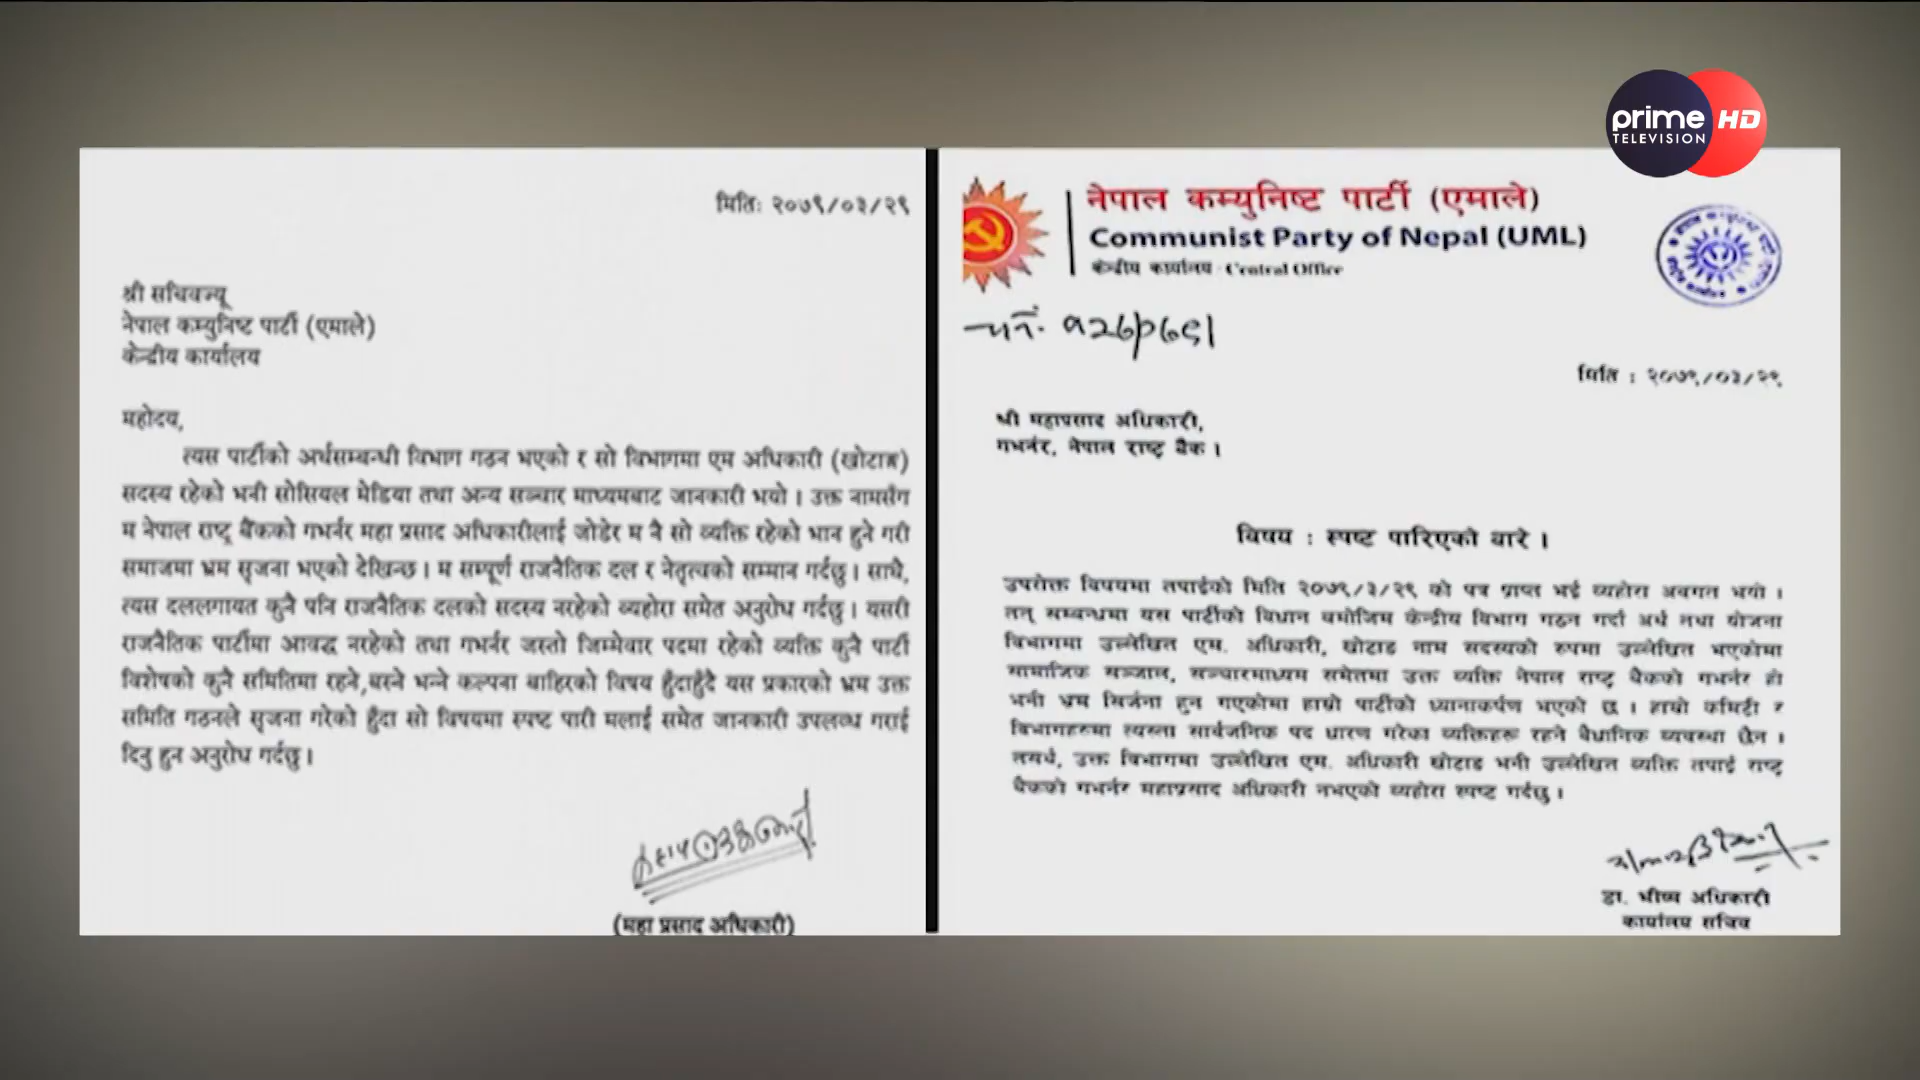 prime HD
TELEVISION
मितिः २०७९/०३/२९
श्री सचिवज्यू
नेपाल कम्युनिष्ट पार्टी (एमाले)
केन्द्रीय कार्यालय
महोदय,
त्यस पार्टीको अर्थसम्बन्धी विभाग गठन भएको र सो विभागमा एम अधिकारी (खोटाङ्ग)
सदस्य रहेको भनी सोसियल मेडिया तथा अन्य सञ्चार माध्यमबाट जानकारी भयो । उक्त नामसँग
म नेपाल राष्ट्र बैंकको गभर्नर महा प्रसाद अधिकारीलाई जोडेर म नै सो व्यक्ति रहेको भान हुने गरी
समाजमा भ्रम सृजना भएको देखिन्छ । म सम्पूर्ण राजनैतिक दल र नेतृत्वको सम्मान गर्दछु । साथै,
त्यस दललगायत कुनै पनि राजनैतिक दलको सदस्य नरहेको व्यहोरा समेत अनुरोध गर्दछु । यसरी
राजनैतिक पार्टीमा आवद्ध नरहेको तथा गभर्नर जस्तो जिम्मेवार पदमा रहेको व्यक्ति कुनै पार्टी
विशेषको कुनै समितिमा रहने,बस्ने भन्ने कल्पना बाहिरको विषय हुँदाहुँदै यस प्रकारको भ्रम उक्त
समिति गठनले सृजना गरेको हुँदा सो विषयमा स्पष्ट पारी मलाई समेत जानकारी उपलव्ध गराई
दिनु हुन अनुरोध गर्दछु ।
(महा प्रसाद अधिकारी)
नेपाल कम्युनिष्ट पार्टी (एमाले)
Communist Party of Nepal (UML)
केन्द्रीय कार्यालय Central Office
मिति : २०७९/०३/२९
श्री महाप्रसाद अधिकारी,
गभर्नर, नेपाल राष्ट्र बैंक ।
विषय : स्पष्ट पारिएको बारे ।
उपरोक्त विषयमा तपाईंको मिति २०७९/३/२९ को पत्र प्राप्त भई व्यहोरा अवगत भयो ।
तत् सम्बन्धमा यस पार्टीको विधान बमोजिम केन्द्रीय विभाग गठन गर्दा अर्थ तथा योजना
विभागमा उल्लेखित एम. अधिकारी, खोटाङ नाम सदस्यको रुपमा उल्लेखित भएकोमा
सामाजिक सञ्जाल, सञ्चारमाध्यम समेतमा उक्त व्यक्ति नेपाल राष्ट्र बैंकको गभर्नर हो
भनी भ्रम सिर्जना हुन गएकोमा हाम्रो पार्टीको ध्यानाकर्षण भएको छ । हाम्रो कमिटी र
विभागहरुमा त्यस्ता सार्वजनिक पद धारण गरेका व्यक्तिहरू रहने वैधानिक व्यवस्था छैन ।
तसर्थ, उक्त विभागमा उल्लेखित एम. अधिकारी खोटाङ भनी उल्लेखित व्यक्ति तपाईं राष्ट्र
बैंकको गभर्नर महाप्रसाद अधिकारी नभएको व्यहोरा स्पष्ट गर्दछु ।
डा. भीष्म अधिकारी
कार्यालय सचिव